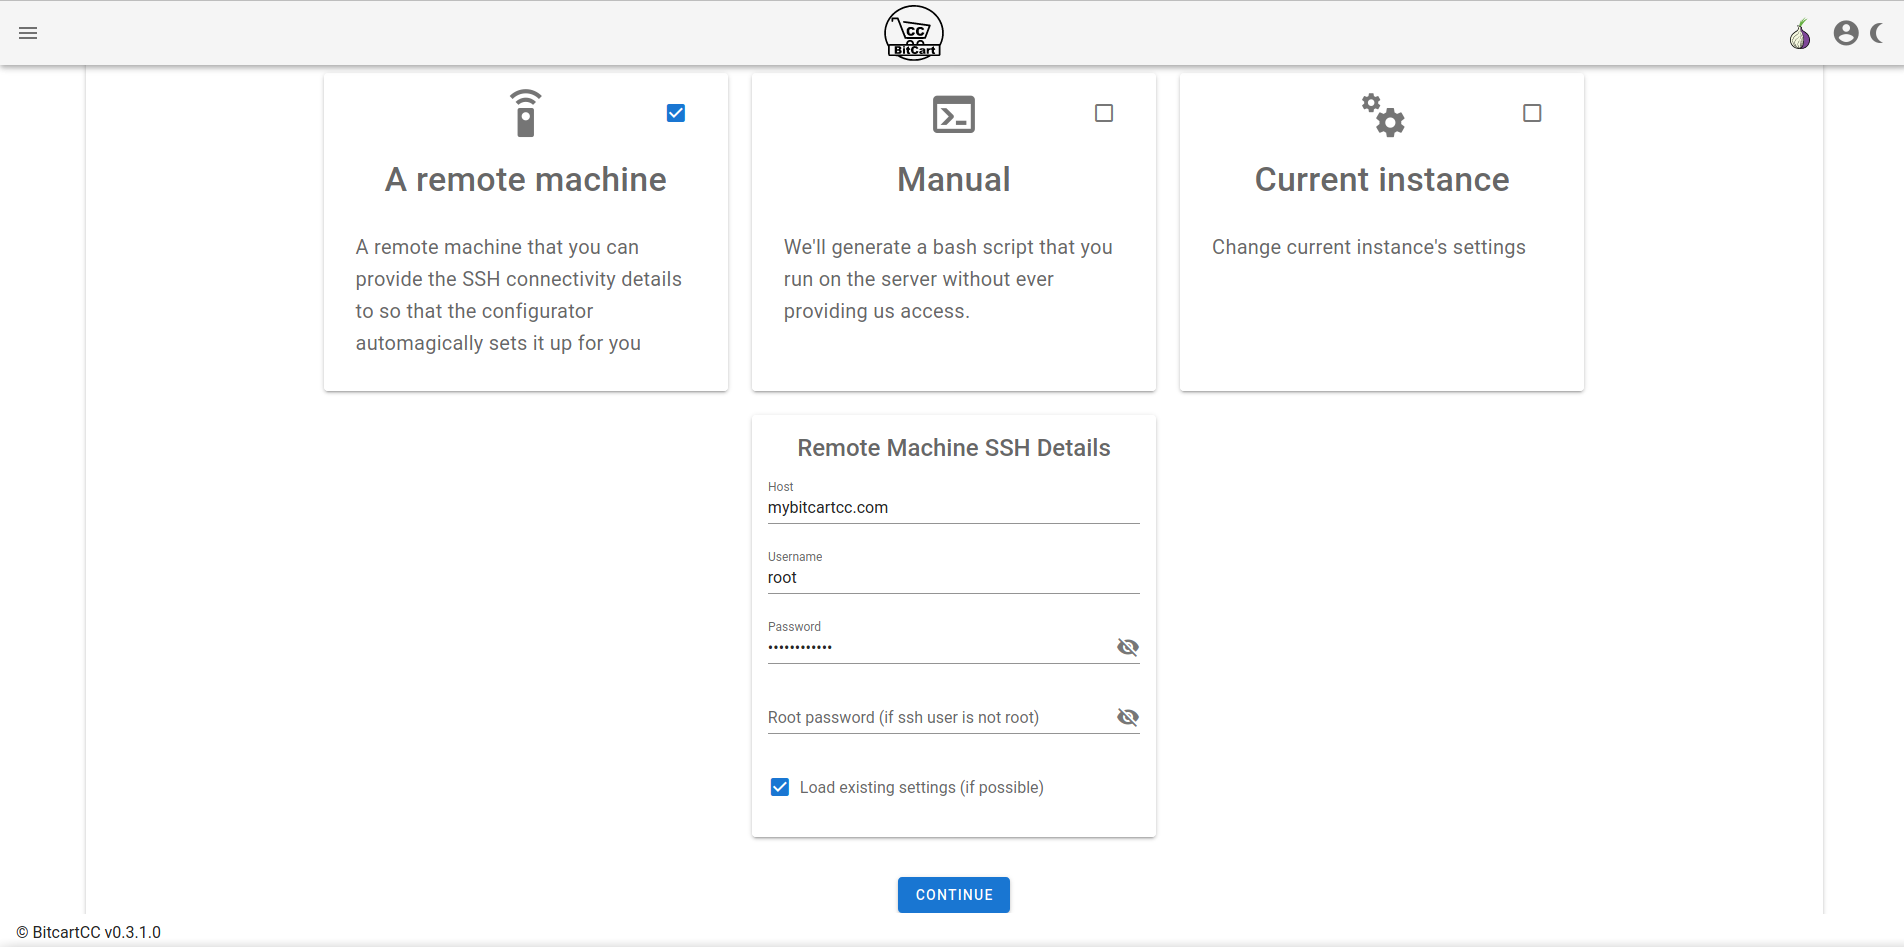 CC
BitCart
A remote machine
A remote machine that you can
provide the SSH connectivity details
to so that the configurator
automagically sets it up for you
Manual
We'll generate a bash script that you
run on the server without ever
providing us access.
Current instance
Change current instance's settings
Remote Machine SSH Details
Host
mybitcartcc.com
Username
root
Password
••••••••••••
Root password (if ssh user is not root)
Load existing settings (if possible)
CONTINUE
© BitcartCC v0.3.1.0